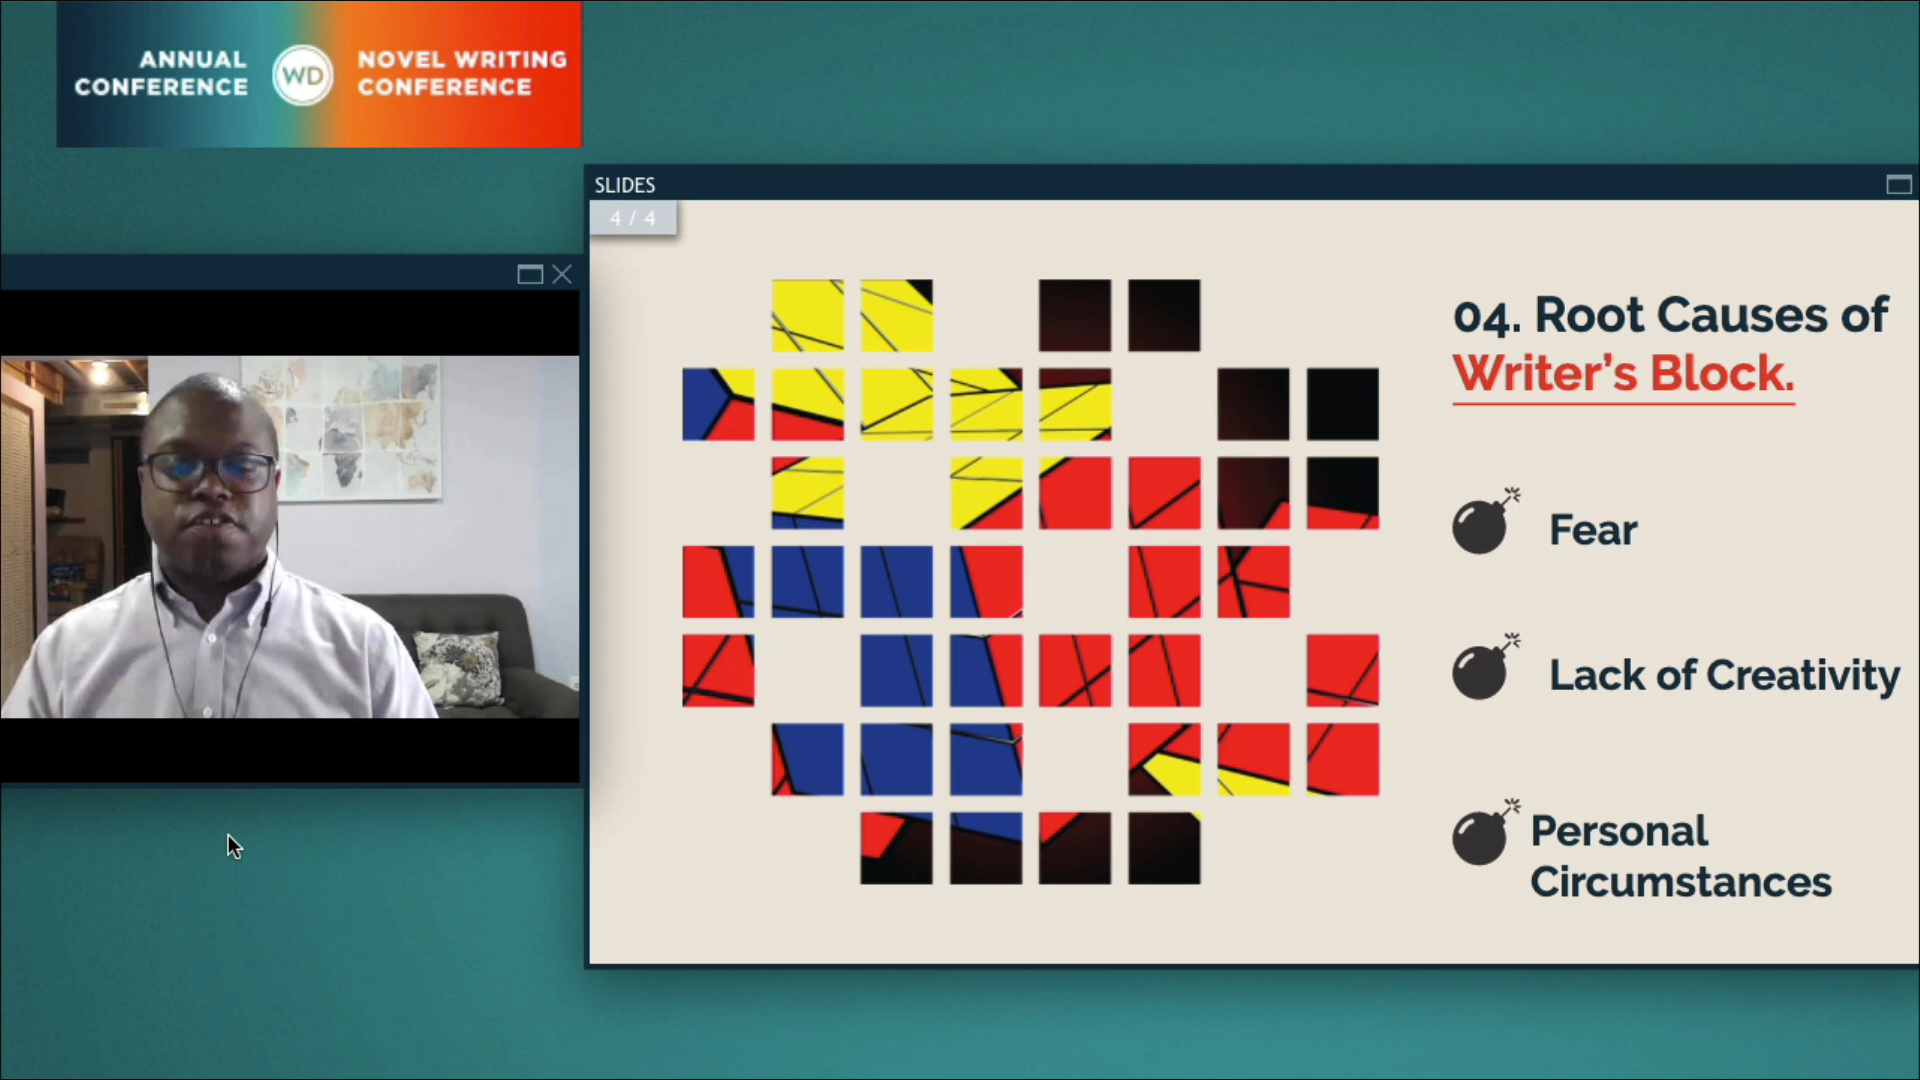 ANNUAL
CONFERENCE
WD
NOVEL WRITING
CONFERENCE
SLIDES
4 / 4
04. Root Causes of
Writer's Block.
Fear
Lack of Creativity
Personal
Circumstances